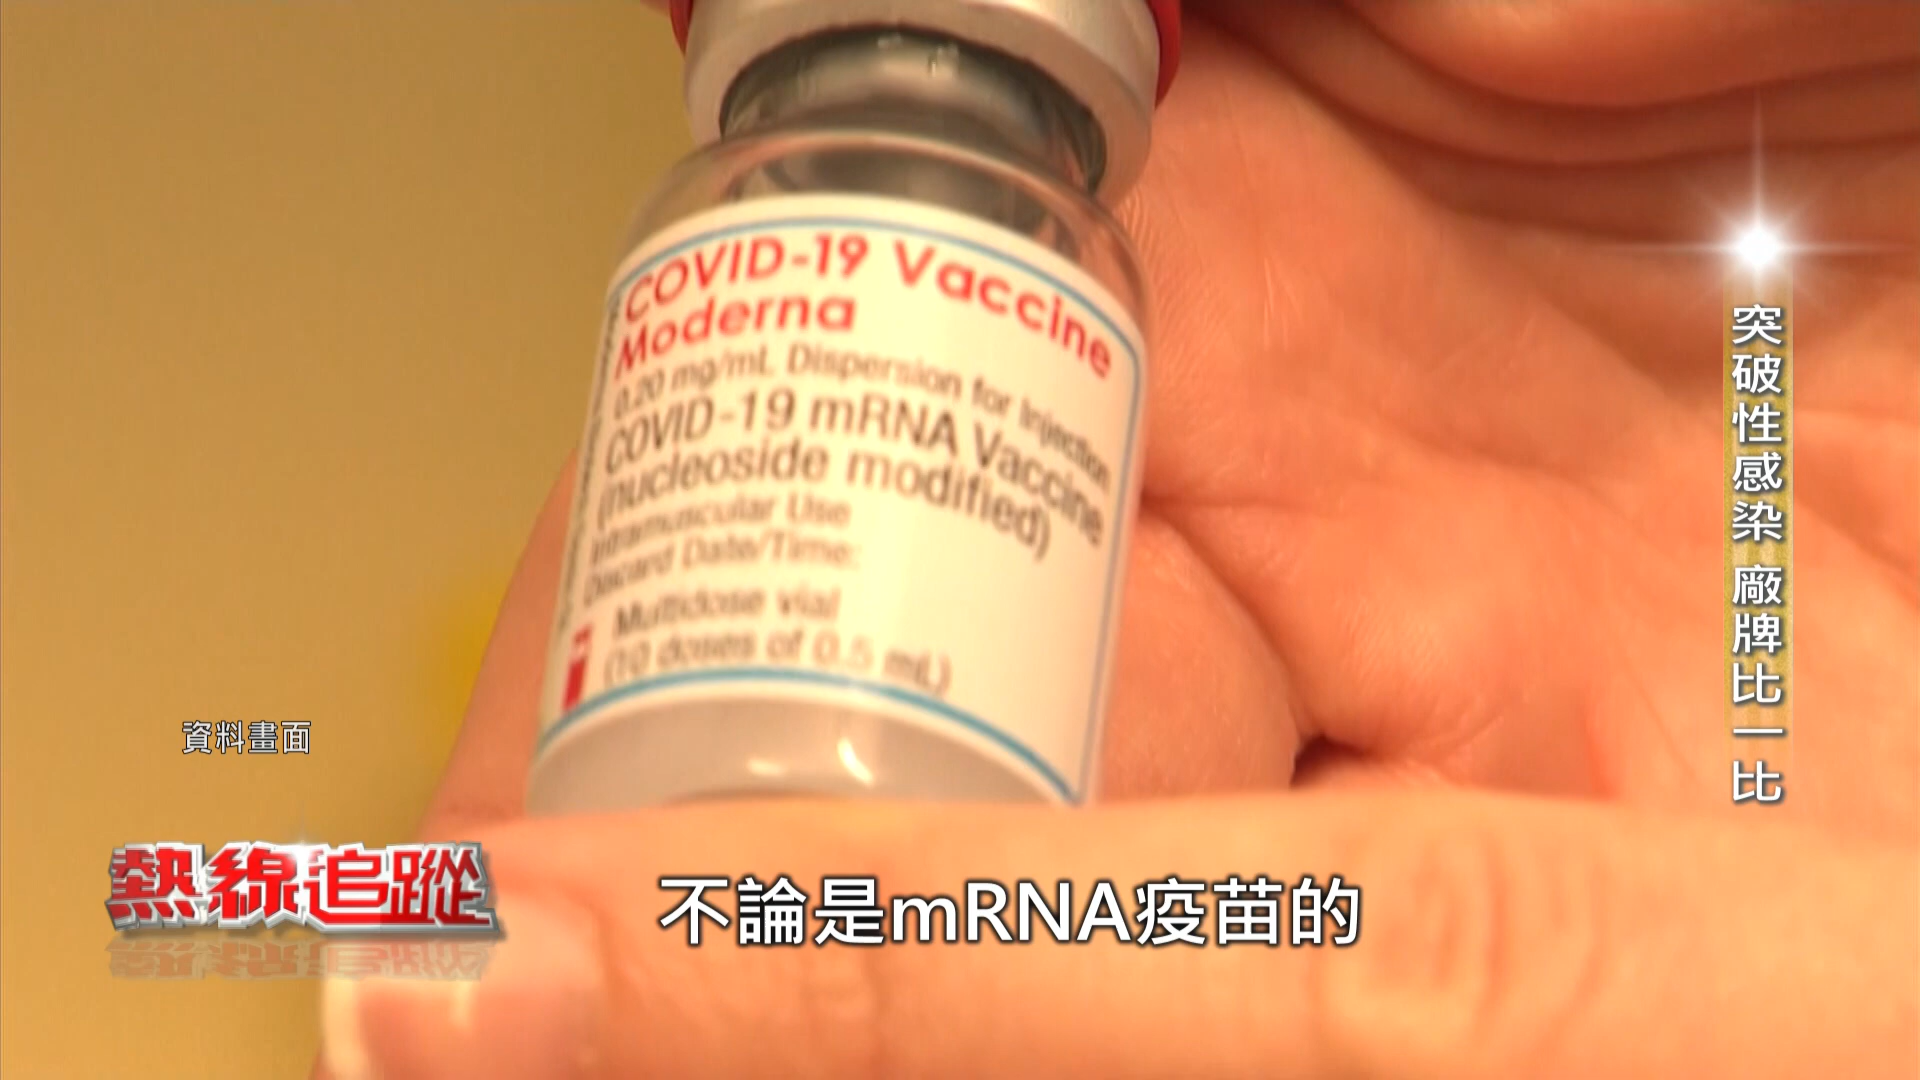 COVID-19 Vaccine
Moderna
0.20 mg/mL Dispersion for Injection
COVID-19 mRNA Vaccine
(nucleoside modified)
Intramuscular Use
Discard Date/Time:
Multidose vial
(10 doses of 0.5 mL)
突破性感染 廠牌比一比
資料畫面
熱線追蹤
不論是mRNA疫苗的